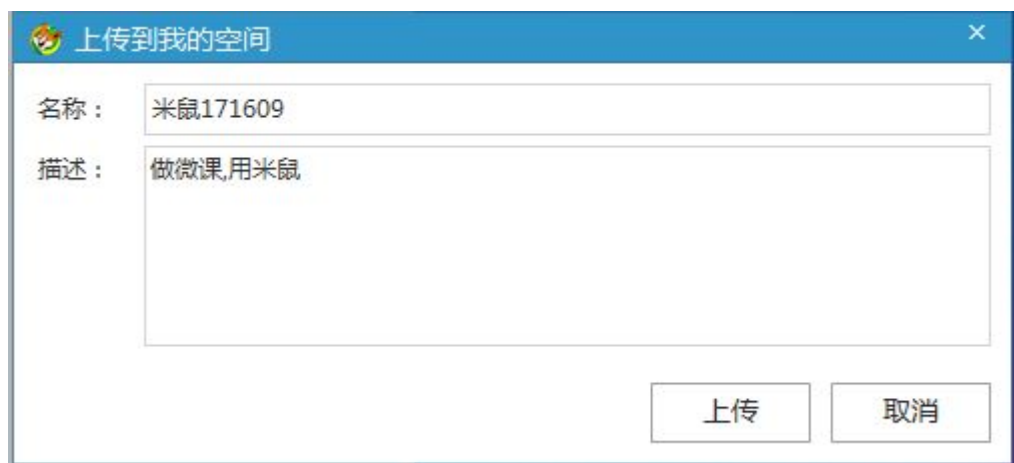 上传到我的空间
名称：
米鼠171609
描述：
做微课,用米鼠
上传
取消